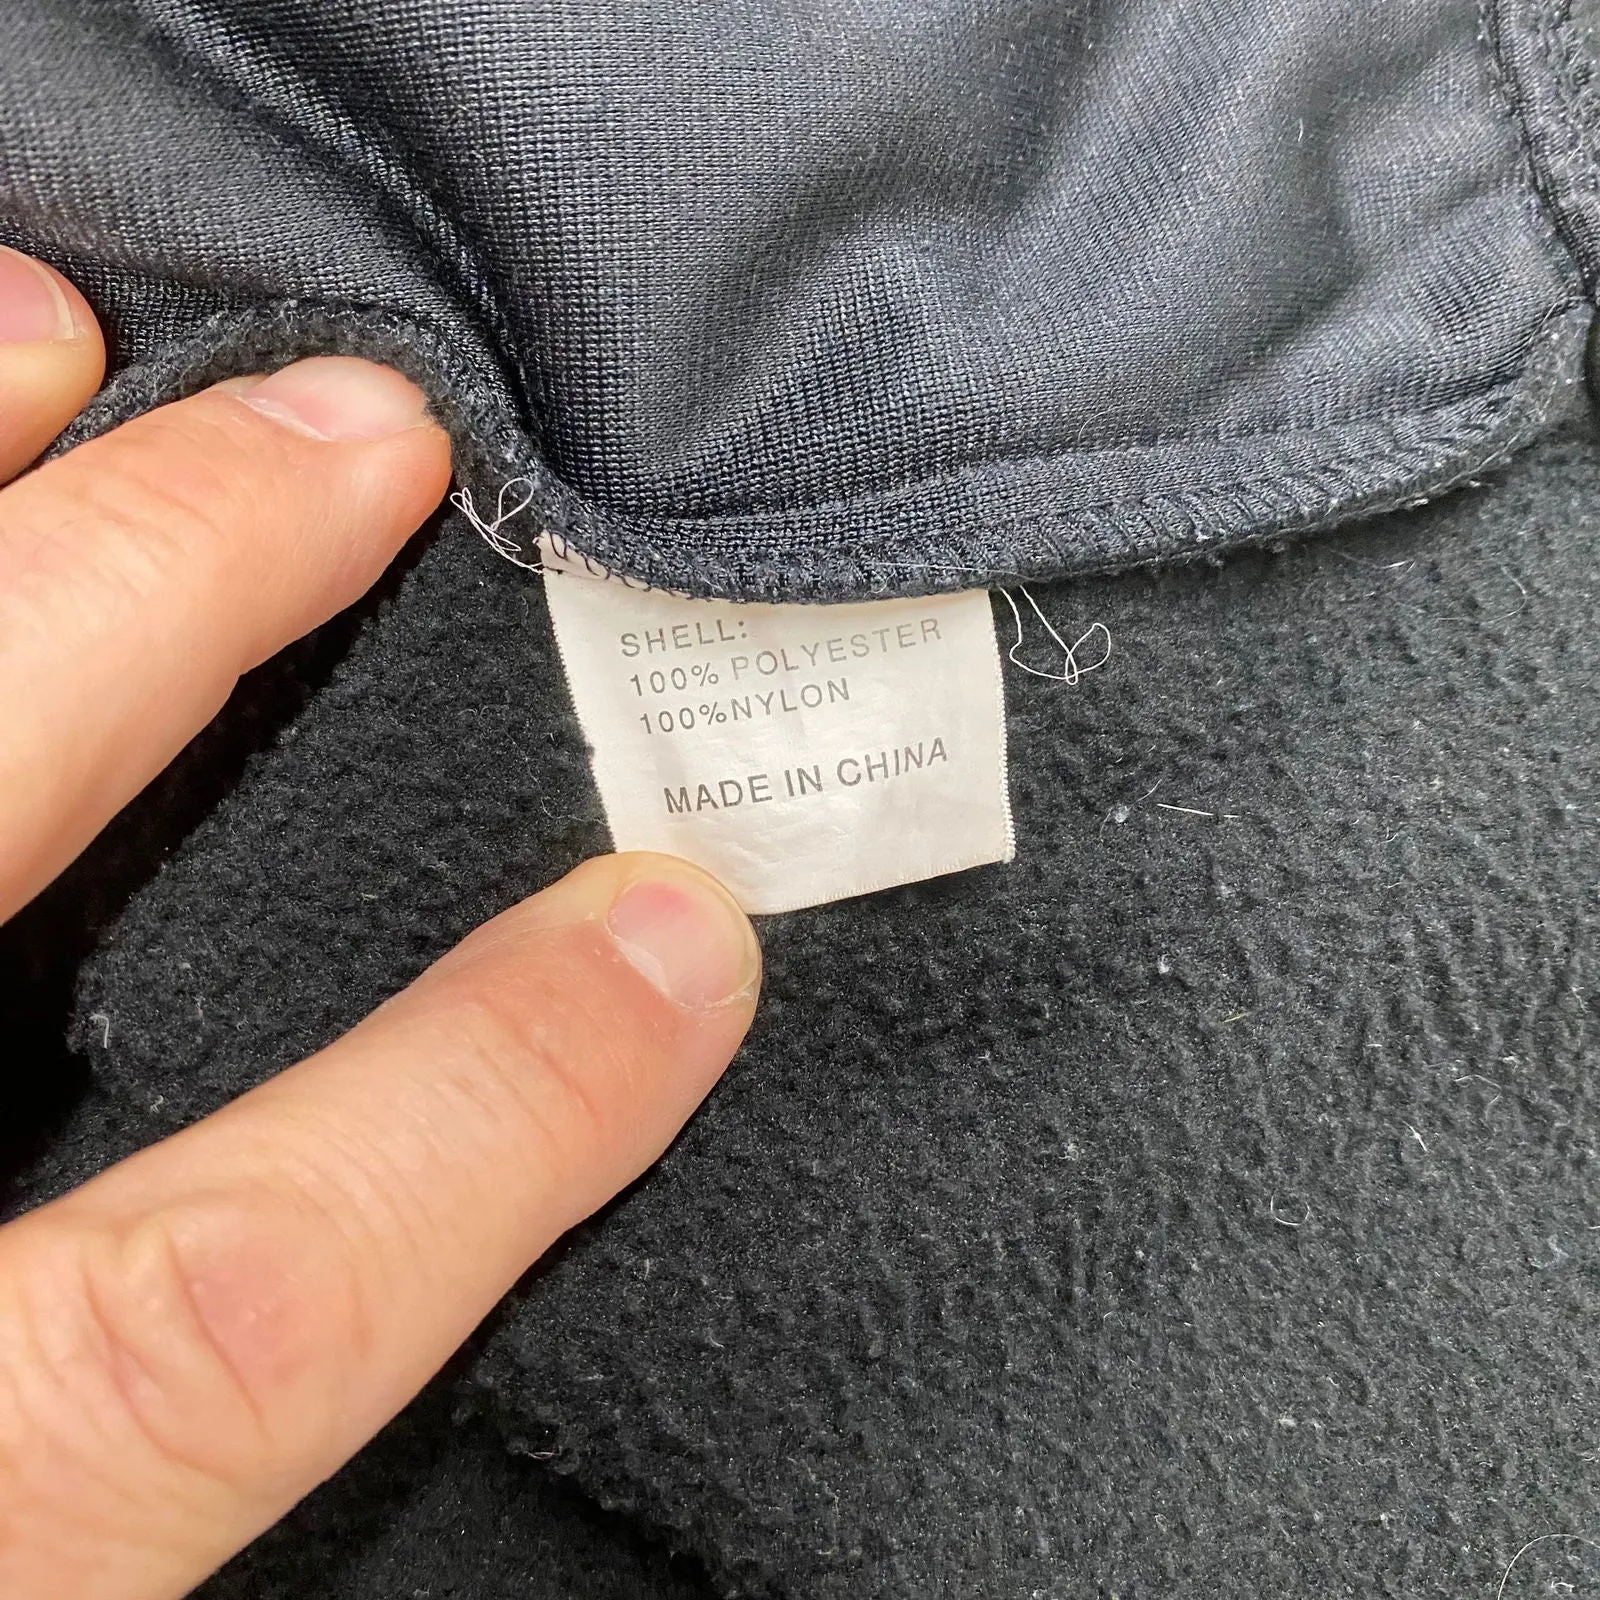 SHELL:
100% POLYESTER
100%NYLON
MADE IN CHINA